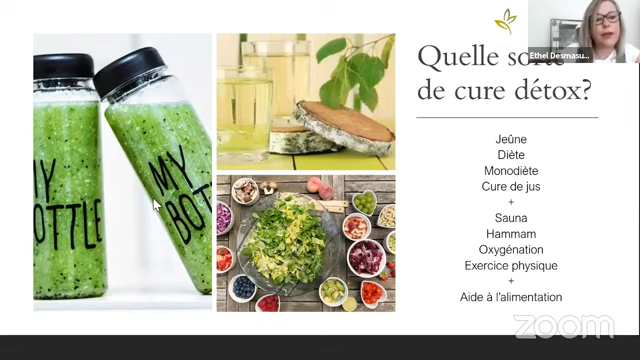 Ethel Desmasu...
Quelle sorte
de cure détox?
Jeûne
Diète
Monodiète
Cure de jus
+
Sauna
Hammam
Oxygénation
Exercice physique
+
Aide à l'alimentation
MY
BOTTLE
MY
BOT
zoom